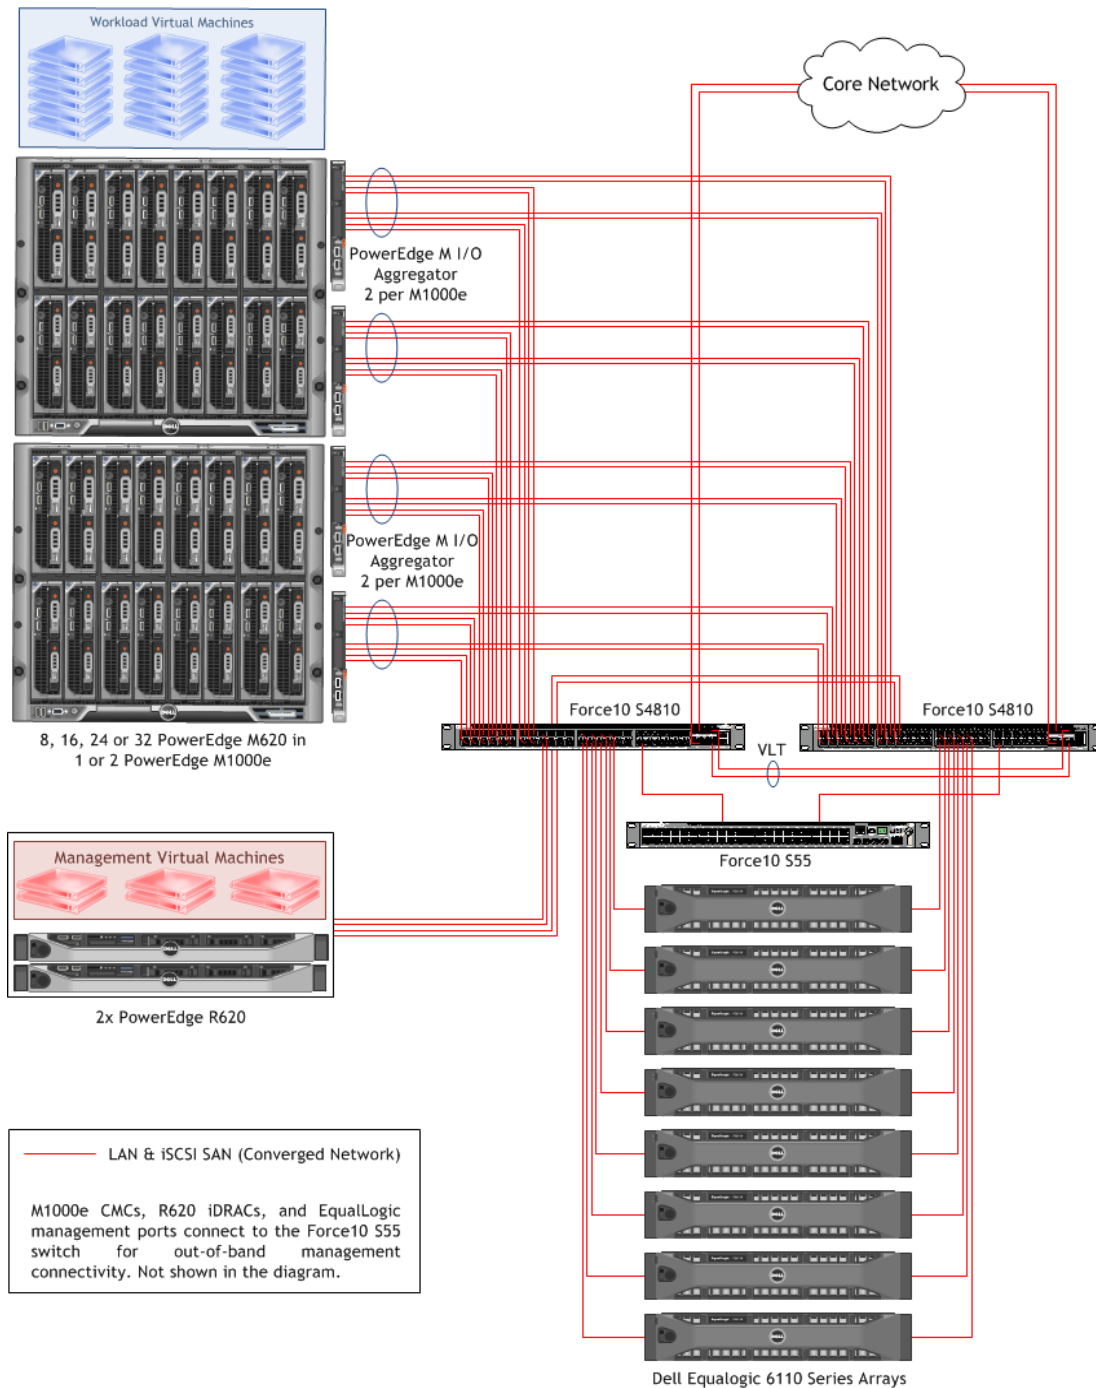 Workload Virtual Machines
Core Network
PowerEdge M I/O
Aggregator
2 per M1000e
PowerEdge M I/O
Aggregator
2 per M1000e
Force10 S4810
Force10 S4810
8, 16, 24 or 32 PowerEdge M620 in
1 or 2 PowerEdge M1000e
VLT
Force10 S55
Management Virtual Machines
2x PowerEdge R620
LAN & iSCSI SAN (Converged Network)
M1000e CMCs, R620 iDRACs, and EqualLogic
management ports connect to the Force10 S55
switch for out-of-band management
connectivity. Not shown in the diagram.
Dell Equalogic 6110 Series Arrays